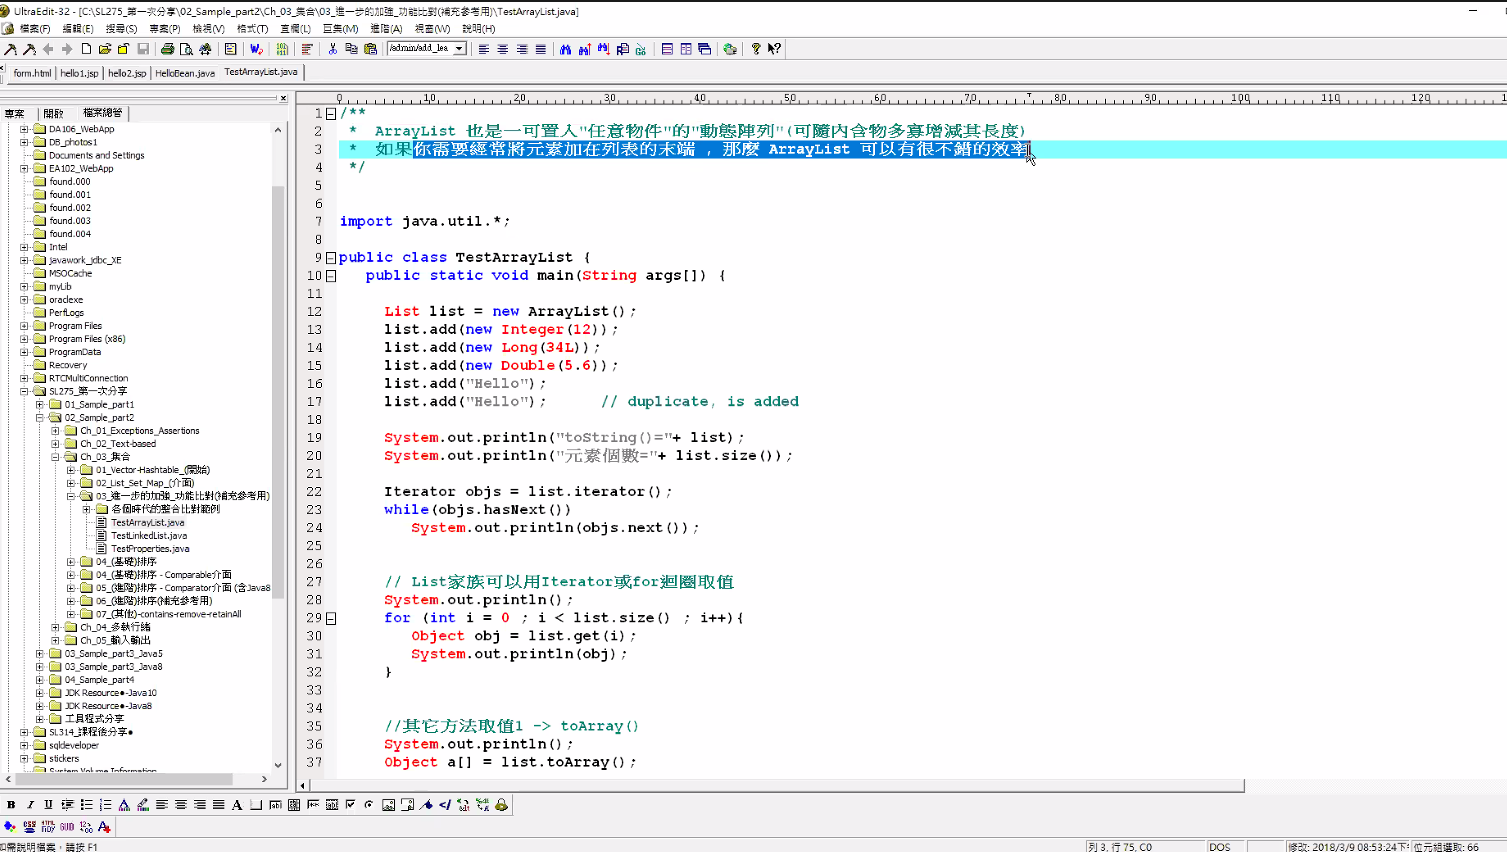 UltraEdit-32 - [C:\SL275_第一次分享\02_Sample_part2\Ch_03_集合\03_進一步的加強_功能比對(補充參考用)\TestArrayList.java]
檔案(F) 編輯(E) 搜尋(S) 專案(P) 檢視(V) 格式(T) 直欄(L) 巨集(M) 進階(A) 視窗(W) 說明(H)
/admin/add_lea
form.html hello1.jsp hello2.jsp HelloBean.java TestArrayList.java
專案 開啟 檔案總管
DA106_WebApp
DB_photos1
Documents and Settings
EA102_WebApp
found.000
found.001
found.002
found.003
found.004
Intel
javawork_jdbc_XE
MSOCache
myLib
oraclexe
PerfLogs
Program Files
Program Files (x86)
ProgramData
Recovery
RTCMultiConnection
SL275_第一次分享
01_Sample_part1
02_Sample_part2
Ch_01_Exceptions_Assertions
Ch_02_Text-based
Ch_03_集合
01_Vector-Hashtable_(開始)
02_List_Set_Map_(介面)
03_進一步的加強_功能比對(補充參考用)
各個時代的整合比對範例
TestArrayList.java
TestLinkedList.java
TestProperties.java
04_(基礎)排序
04_(基礎)排序 - Comparable介面
05_(進階)排序 - Comparator介面 (含Java8
06_(進階)排序(補充參考用)
07_(其他)-contains-remove-retainAll
Ch_04_多執行緒
Ch_05_輸入輸出
03_Sample_part3_Java5
03_Sample_part3_Java8
04_Sample_part4
JDK Resource●-Java10
JDK Resource●-Java8
工具程式分享
SL314_課程後分享●
sqldeveloper
stickers
System Volume Information
0 10 20 30 40 50 60 70 80 90 100 110 120
1 /**
2 * ArrayList 也是一可置入"任意物件"的"動態陣列"(可隨內含物多寡增減其長度)
3 * 如果你需要經常將元素加在列表的末端 , 那麼 ArrayList 可以有很不錯的效率
4 */
5
6
7 import java.util.*;
8
9 public class TestArrayList {
10 public static void main(String args[]) {
11
12 List list = new ArrayList();
13 list.add(new Integer(12));
14 list.add(new Long(34L));
15 list.add(new Double(5.6));
16 list.add("Hello");
17 list.add("Hello"); // duplicate, is added
18
19 System.out.println("toString()="+ list);
20 System.out.println("元素個數="+ list.size());
21
22 Iterator objs = list.iterator();
23 while(objs.hasNext())
24 System.out.println(objs.next());
25
26
27 // List家族可以用Iterator或for迴圈取值
28 System.out.println();
29 for (int i = 0 ; i < list.size() ; i++){
30 Object obj = list.get(i);
31 System.out.println(obj);
32 }
33
34
35 //其它方法取值1 -> toArray()
36 System.out.println();
37 Object a[] = list.toArray();
如需說明檔案，請按 F1
列 3, 行 75, C0 DOS 修改: 2018/3/9 08:53:24下午 位元組選取: 66